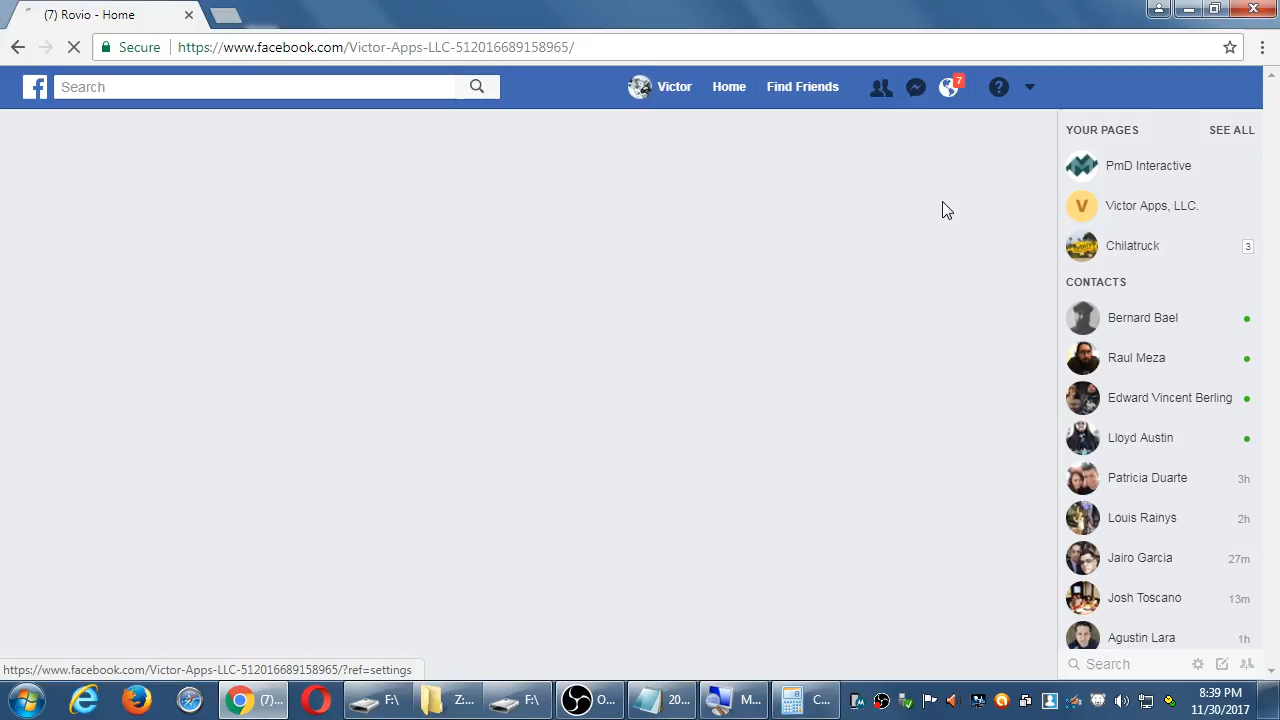 (7) Rovio - Home
Secure https://www.facebook.com/Victor-Apps-LLC-512016689158965/
Search Victor Home Find Friends 7
YOUR PAGES SEE ALL
PmD Interactive
V Victor Apps, LLC.
Chilatruck 3
CONTACTS
Bernard Bael
Raul Meza
Edward Vincent Berling
Lloyd Austin
Patricia Duarte 3h
Louis Rainys 2h
Jairo Garcia 27m
Josh Toscano 13m
Agustin Lara 1h
Search
https://www.facebook.com/Victor-Apps-LLC-512016689158965/?ref=settings
(7)... F:\ Z:... F:\ O... 20... M... C... 8:39 PM
11/30/2017